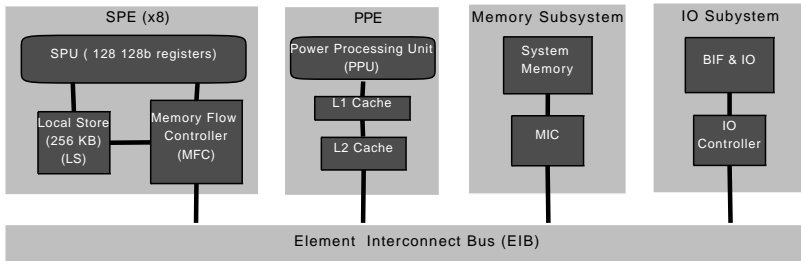 SPE (x8)
SPU ( 128 128b registers)
Local Store
(256 KB)
(LS)
Memory Flow
Controller
(MFC)
PPE
Power Processing Unit
(PPU)
L1 Cache
L2 Cache
Memory Subsystem
System
Memory
MIC
IO Subystem
BIF & IO
IO
Controller
Element Interconnect Bus (EIB)